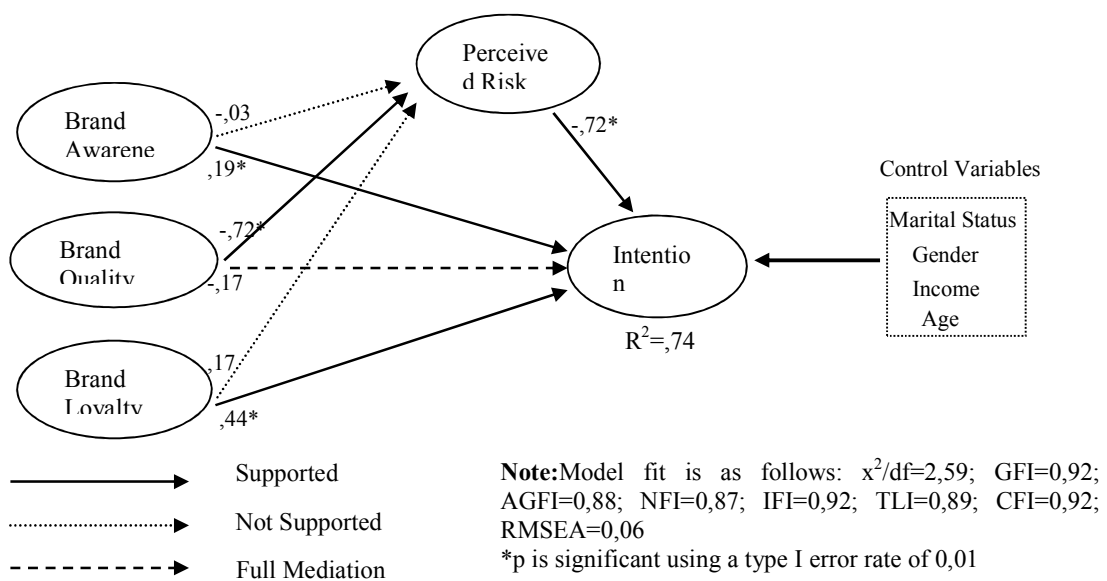 Perceive
d Risk
Brand
Awarene
-,03
,19*
-,72*
Control Variables
Brand
Quality
-,72*
-,17
Intentio
n
R²=,74
Marital Status
Gender
Income
Age
Brand
Loyalty
,17
,44*
Supported
Not Supported
Full Mediation
Note:Model fit is as follows: x²/df=2,59; GFI=0,92;
AGFI=0,88; NFI=0,87; IFI=0,92; TLI=0,89; CFI=0,92;
RMSEA=0,06
*p is significant using a type I error rate of 0,01